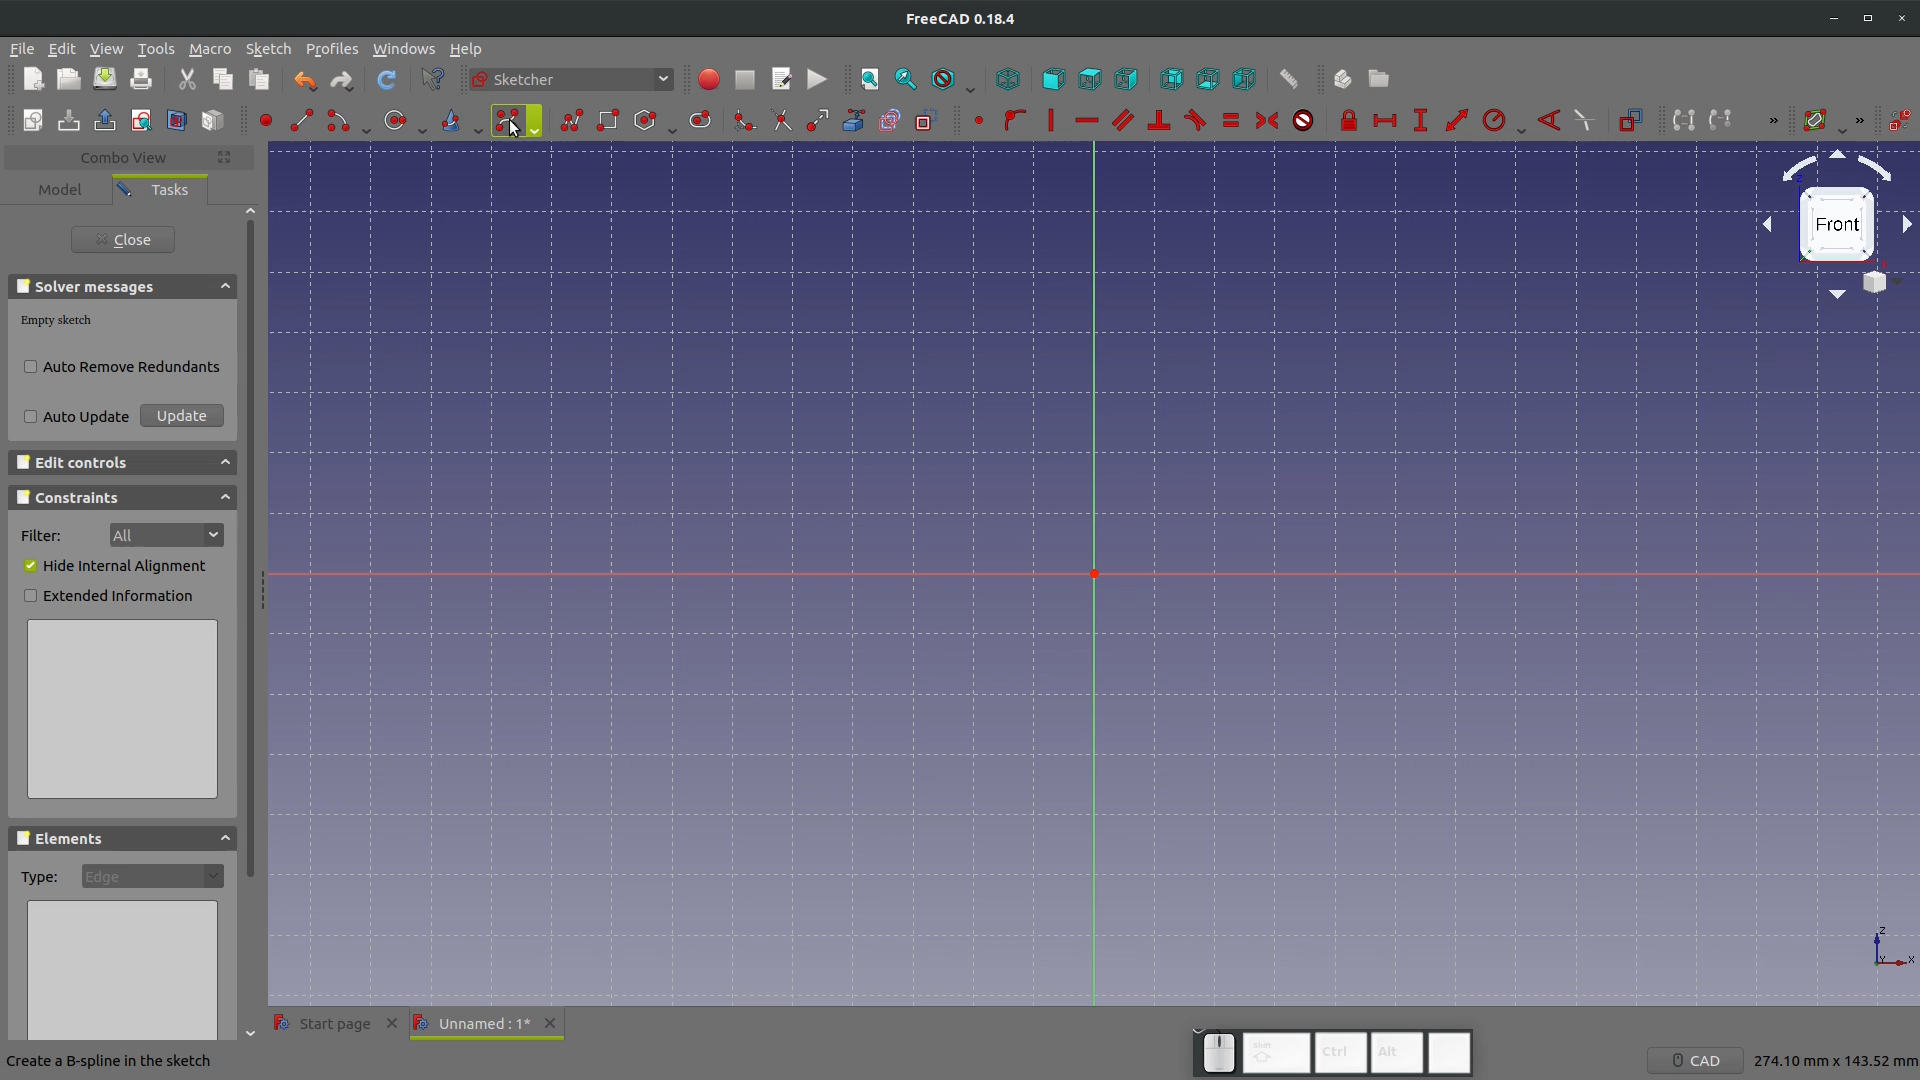 FreeCAD 0.18.4
File Edit View Tools Macro Sketch Profiles Windows Help
Sketcher
Combo View
Model Tasks
Close
Solver messages
Empty sketch
Auto Remove Redundants
Auto Update Update
Edit controls
Constraints
Filter: All
Hide Internal Alignment
Extended Information
Elements
Type: Edge
Front
Z
Y X
Start page Unnamed : 1*
Shift Ctrl Alt
Create a B-spline in the sketch
CAD 274.10 mm x 143.52 mm